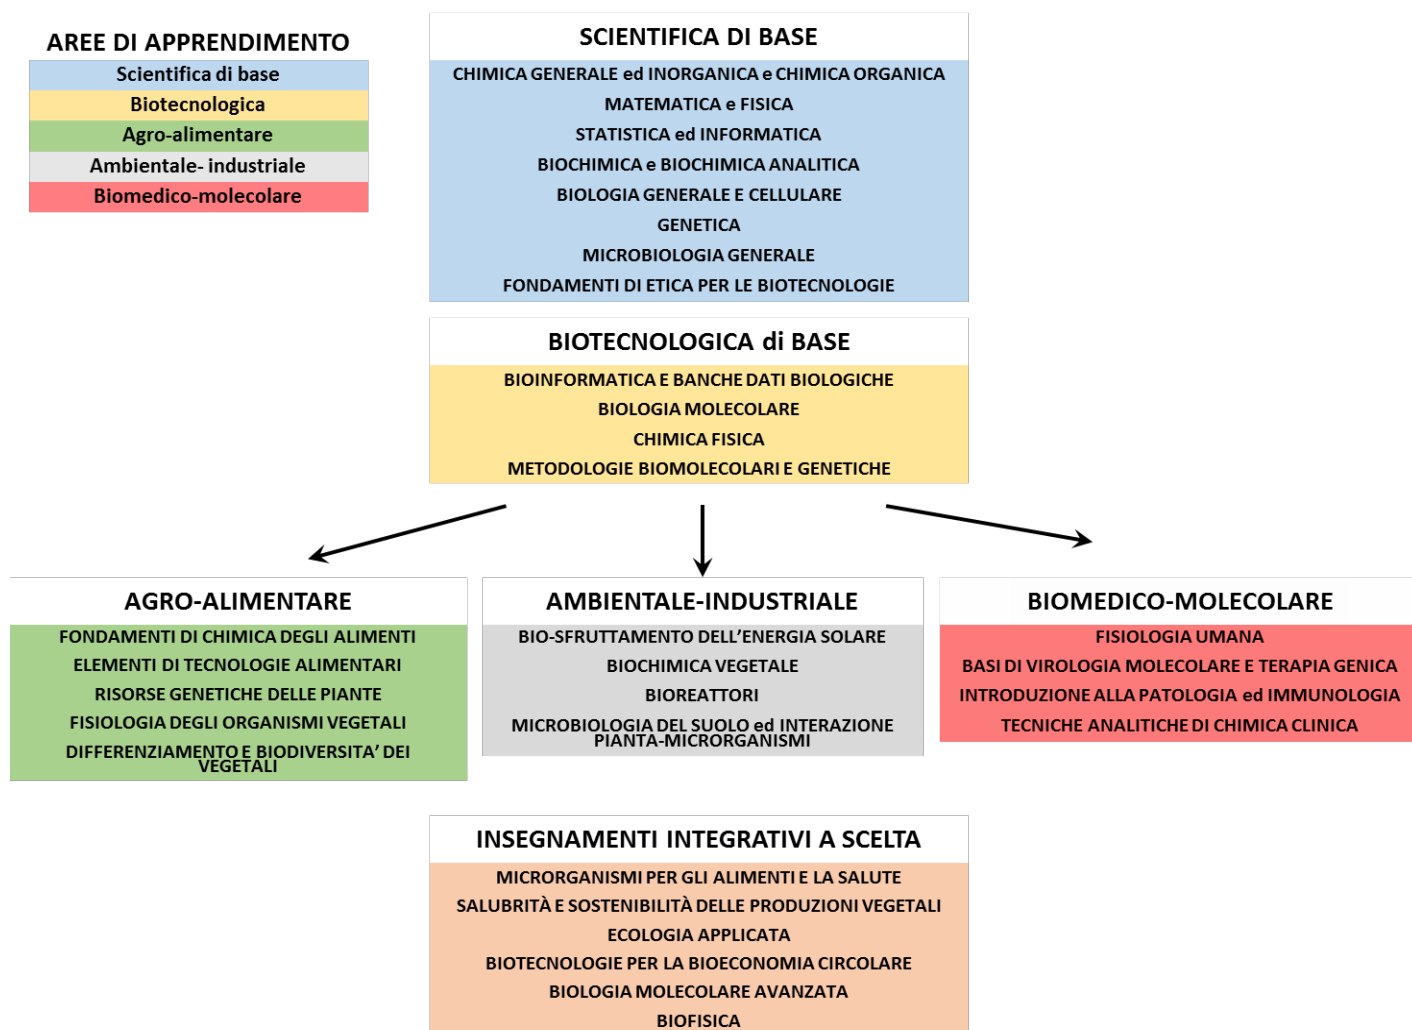 AREE DI APPRENDIMENTO
Scientifica di base
Biotecnologica
Agro-alimentare
Ambientale- industriale
Biomedico-molecolare
SCIENTIFICA DI BASE
CHIMICA GENERALE ed INORGANICA e CHIMICA ORGANICA
MATEMATICA e FISICA
STATISTICA ed INFORMATICA
BIOCHIMICA e BIOCHIMICA ANALITICA
BIOLOGIA GENERALE E CELLULARE
GENETICA
MICROBIOLOGIA GENERALE
FONDAMENTI DI ETICA PER LE BIOTECNOLOGIE
BIOTECNOLOGICA di BASE
BIOINFORMATICA E BANCHE DATI BIOLOGICHE
BIOLOGIA MOLECOLARE
CHIMICA FISICA
METODOLOGIE BIOMOLECOLARI E GENETICHE
AGRO-ALIMENTARE
FONDAMENTI DI CHIMICA DEGLI ALIMENTI
ELEMENTI DI TECNOLOGIE ALIMENTARI
RISORSE GENETICHE DELLE PIANTE
FISIOLOGIA DEGLI ORGANISMI VEGETALI
DIFFERENZIAMENTO E BIODIVERSITA' DEI
VEGETALI
AMBIENTALE-INDUSTRIALE
BIO-SFRUTTAMENTO DELL'ENERGIA SOLARE
BIOCHIMICA VEGETALE
BIOREATTORI
MICROBIOLOGIA DEL SUOLO ed INTERAZIONE
PIANTA-MICRORGANISMI
BIOMEDICO-MOLECOLARE
FISIOLOGIA UMANA
BASI DI VIROLOGIA MOLECOLARE E TERAPIA GENICA
INTRODUZIONE ALLA PATOLOGIA ed IMMUNOLOGIA
TECNICHE ANALITICHE DI CHIMICA CLINICA
INSEGNAMENTI INTEGRATIVI A SCELTA
MICRORGANISMI PER GLI ALIMENTI E LA SALUTE
SALUBRITÀ E SOSTENIBILITÀ DELLE PRODUZIONI VEGETALI
ECOLOGIA APPLICATA
BIOTECNOLOGIE PER LA BIOECONOMIA CIRCOLARE
BIOLOGIA MOLECOLARE AVANZATA
BIOFISICA